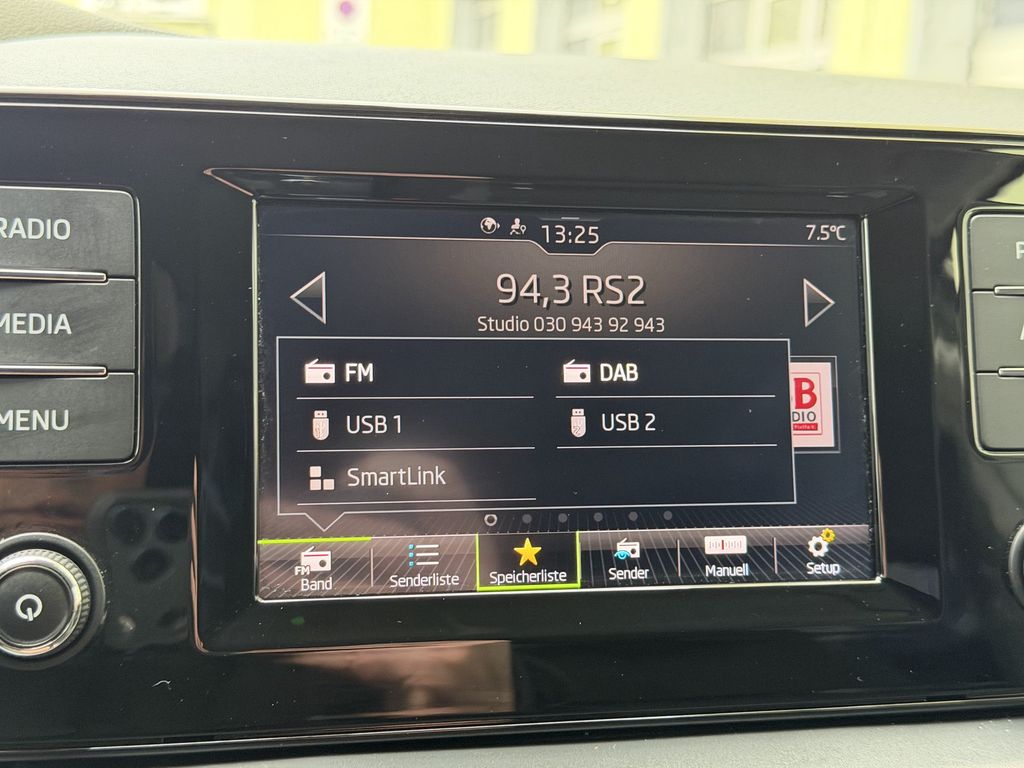 RADIO
MEDIA
MENU
13:25
7.5°C
94,3 RS2
Studio 030 943 92 943
FM
DAB
USB 1
USB 2
SmartLink
B
DIO
FM
Band
Senderliste
Speicherliste
Sender
Manuell
Setup
P